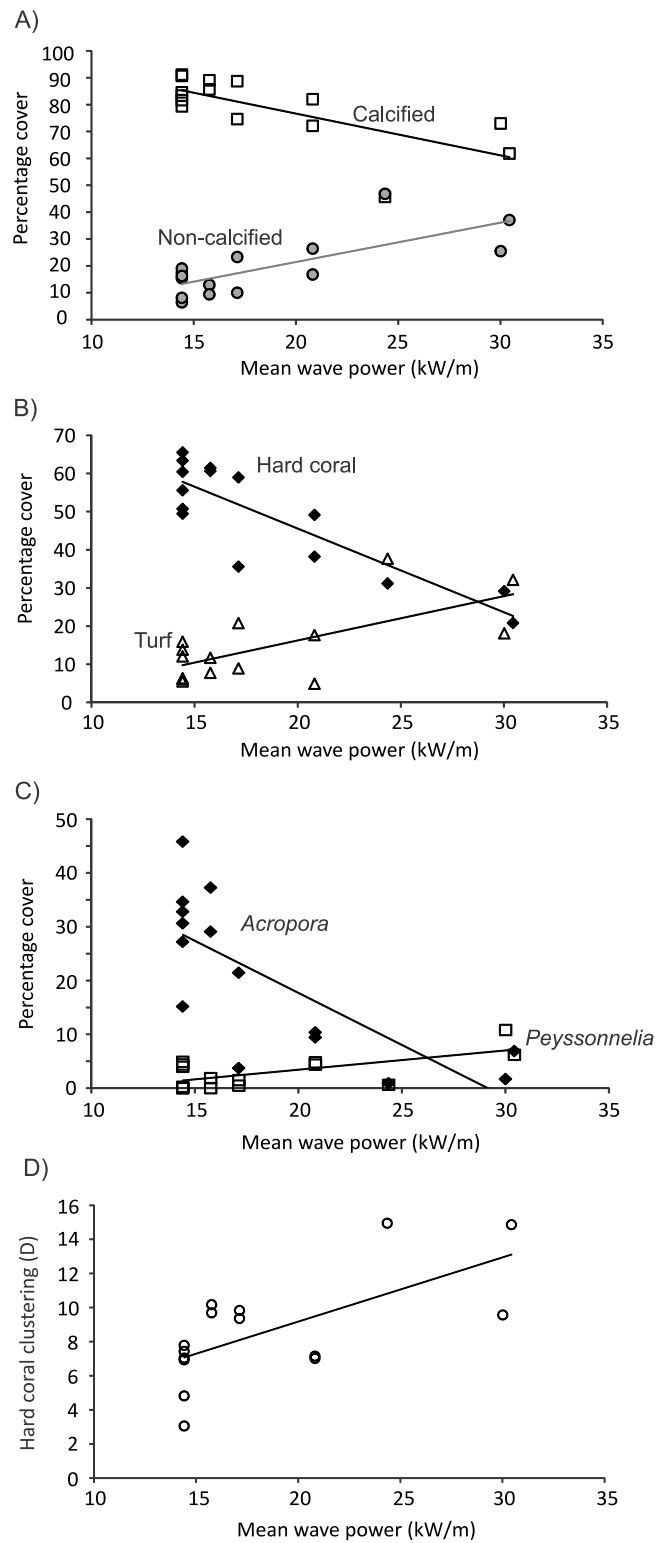 A)
100
90
80
70
60
50
40
30
20
10
0
Percentage cover
Calcified
Non-calcified
10 15 20 25 30 35
Mean wave power (kW/m)
B)
70
60
50
40
30
20
10
0
Percentage cover
Hard coral
Turf
10 15 20 25 30 35
Mean wave power (kW/m)
C)
50
40
30
20
10
0
Percentage cover
Acropora
Peyssonnelia
10 15 20 25 30 35
Mean wave power (kW/m)
D)
16
14
12
10
8
6
4
2
0
Hard coral clustering (D)
10 15 20 25 30 35
Mean wave power (kW/m)